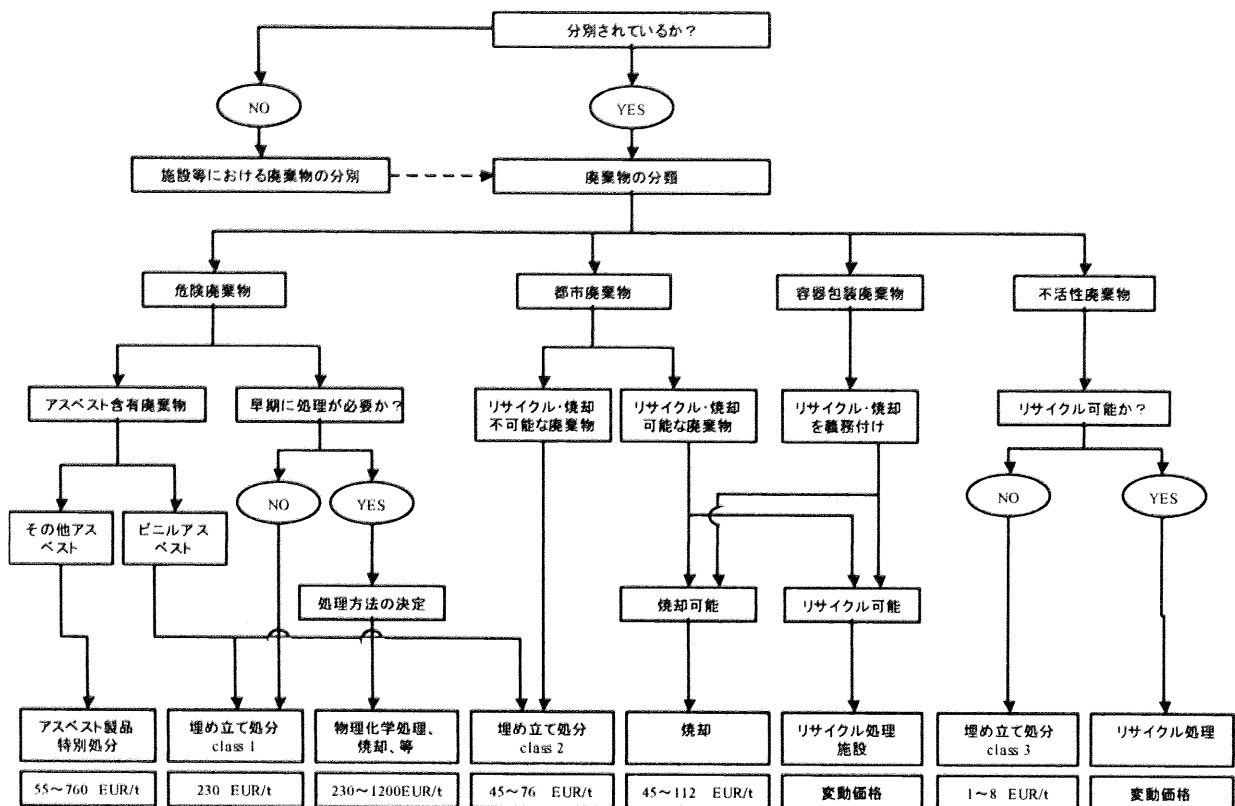 分別されているか？
NO
YES
施設等における廃棄物の分別
廃棄物の分類
危険廃棄物
都市廃棄物
容器包装廃棄物
不活性廃棄物
アスベスト含有廃棄物
早期に処理が必要か？
リサイクル・焼却
不可能な廃棄物
リサイクル・焼却
可能な廃棄物
リサイクル・焼却
を義務付け
リサイクル可能か？
NO
YES
NO
YES
その他アス
ベスト
ビニルアス
ベスト
処理方法の決定
焼却可能
リサイクル可能
アスベスト製品
特別処分
埋め立て処分
class 1
物理化学処理、
焼却、等
埋め立て処分
class 2
焼却
リサイクル処理
施設
埋め立て処分
class 3
リサイクル処理
55～760 EUR/t
230 EUR/t
230～1200EUR/t
45～76 EUR/t
45～112 EUR/t
変動価格
1～8 EUR/t
変動価格